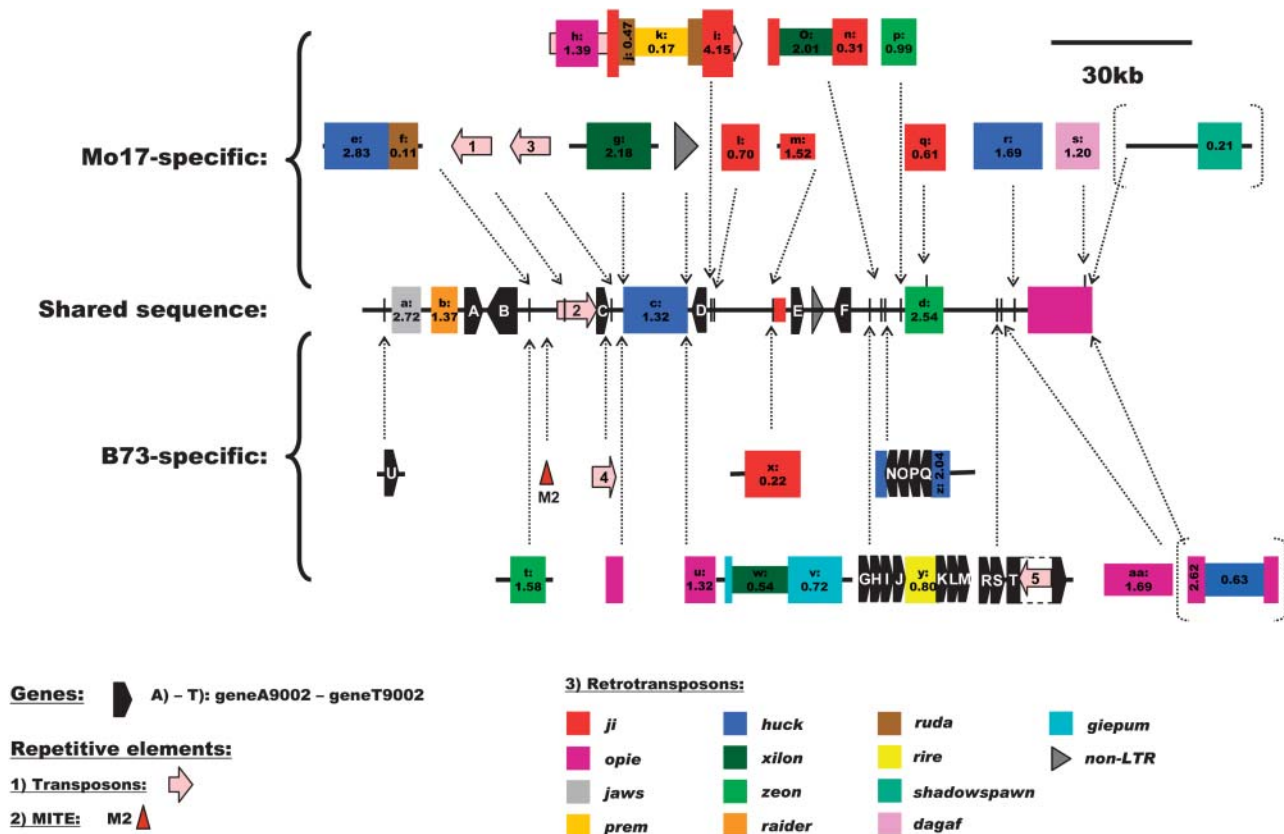 h: 1.39
j: 0.47
k: 0.17
i: 4.15
O: 2.01
n: 0.31
p: 0.99
30kb
Mo17-specific:
e: 2.83
f: 0.11
1
3
g: 2.18
l: 0.70
m: 1.52
q: 0.61
r: 1.69
s: 1.20
0.21
Shared sequence:
a: 2.72
b: 1.37
A
B
2
C
c: 1.32
D
E
F
d: 2.54
B73-specific:
U
M2
4
x: 0.22
NOPQ
z: 2.04
t: 1.58
u: 1.32
w: 0.54
v: 0.72
GHIJ
y: 0.80
KLM
RS
T
5
aa: 1.69
2.62
0.63
Genes: A) – T): geneA9002 – geneT9002
Repetitive elements:
1) Transposons:
2) MITE: M2
3) Retrotransposons:
ji huck ruda giepum
opie xilon rire non-LTR
jaws zeon shadowspawn
prem raider dagaf